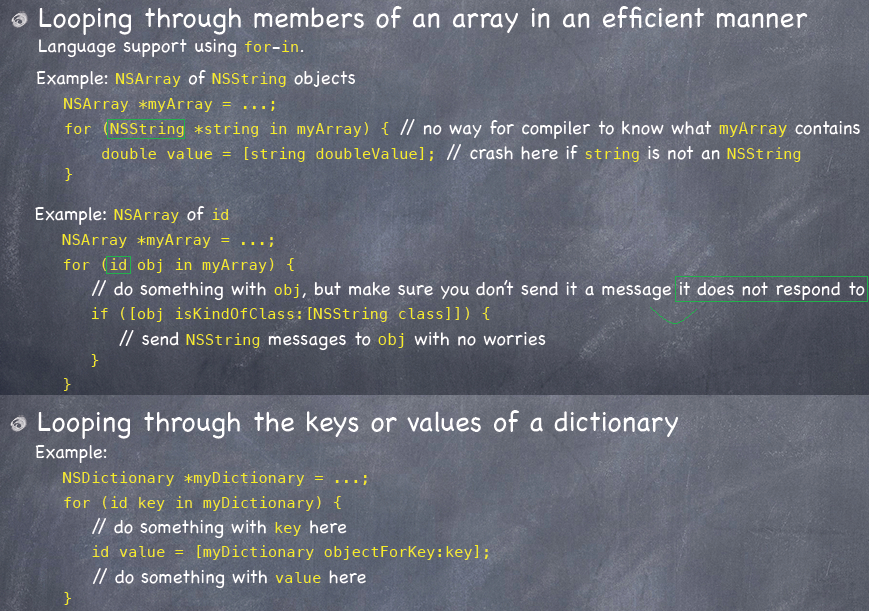 Looping through members of an array in an efficient manner
Language support using for-in.
Example: NSArray of NSString objects
NSArray *myArray = ...;
for (NSString *string in myArray) { // no way for compiler to know what myArray contains
double value = [string doubleValue]; // crash here if string is not an NSString
}
Example: NSArray of id
NSArray *myArray = ...;
for (id obj in myArray) {
// do something with obj, but make sure you don't send it a message it does not respond to
if ([obj isKindOfClass:[NSString class]]) {
// send NSString messages to obj with no worries
}
}
Looping through the keys or values of a dictionary
Example:
NSDictionary *myDictionary = ...;
for (id key in myDictionary) {
// do something with key here
id value = [myDictionary objectForKey:key];
// do something with value here
}